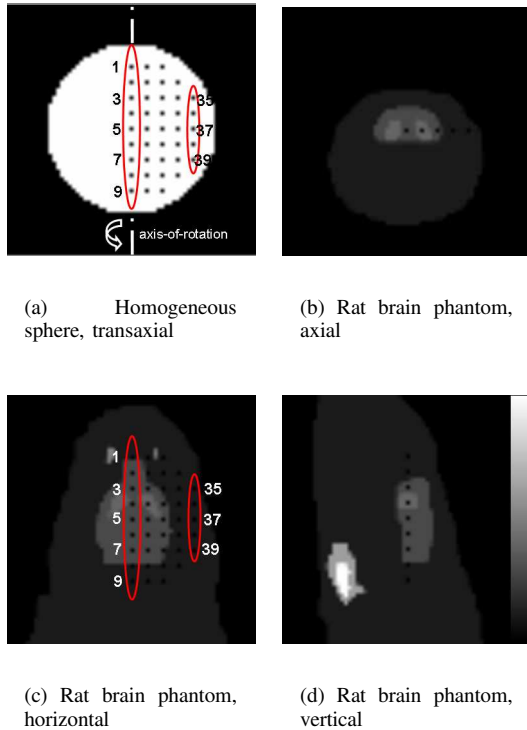 1
3 35
5 37
7 39
9
axis-of-rotation
(a) Homogeneous
sphere, transaxial
(b) Rat brain phantom,
axial
1
3 35
5 37
7 39
9
(c) Rat brain phantom,
horizontal
(d) Rat brain phantom,
vertical